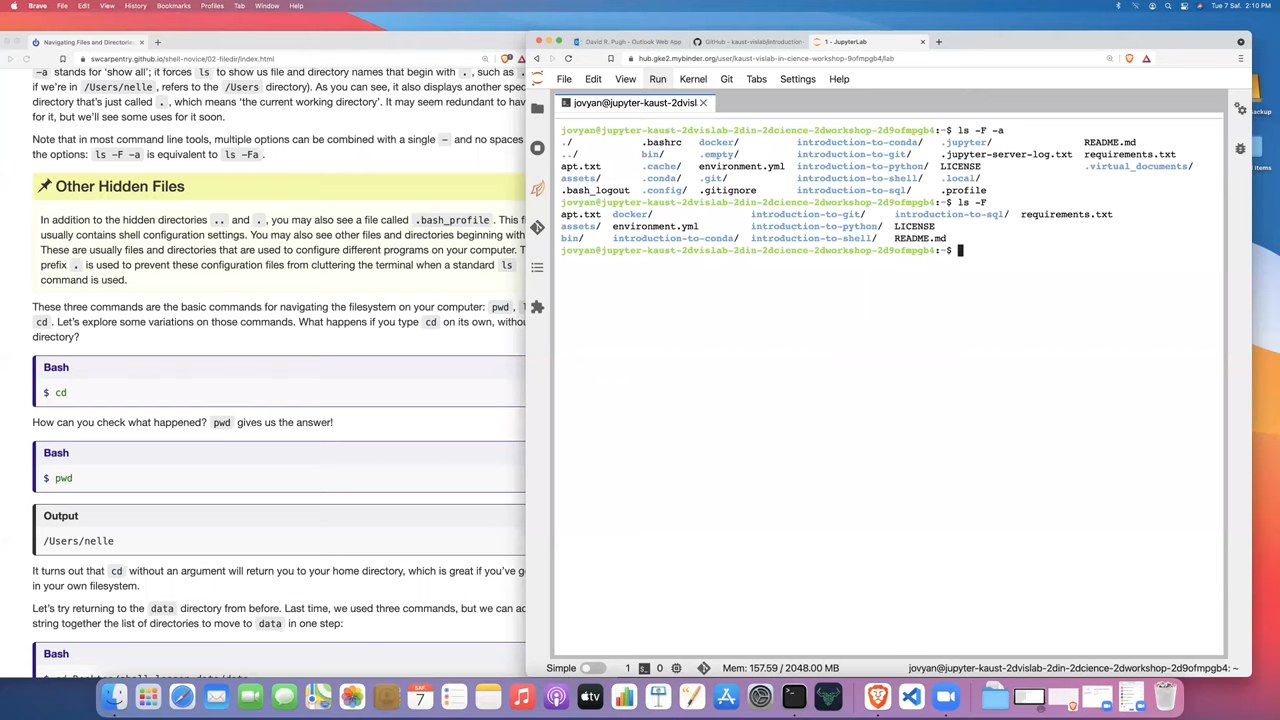 Brave File Edit View History Bookmarks Profiles Tab Window Help
Tue 7 Saf. 2:10 PM
Navigating Files and Directorie
swcarpentry.github.io/shell-novice/02-filedir/index.html
-a stands for ‘show all’; it forces ls to show us file and directory names that begin with . , such as .
if we're in /Users/nelle , refers to the /Users directory). As you can see, it also displays another spec
directory that's just called . , which means ‘the current working directory’. It may seem redundant to hav
for it, but we'll see some uses for it soon.
Note that in most command line tools, multiple options can be combined with a single - and no spaces
the options: ls -F -a is equivalent to ls -Fa .
Other Hidden Files
In addition to the hidden directories .. and . , you may also see a file called .bash_profile . This fi
usually contains shell configuration settings. You may also see other files and directories beginning with
These are usually files and directories that are used to configure different programs on your computer. T
prefix . is used to prevent these configuration files from cluttering the terminal when a standard ls
command is used.
These three commands are the basic commands for navigating the filesystem on your computer: pwd , l
cd . Let's explore some variations on those commands. What happens if you type cd on its own, withou
directory?
Bash
$ cd
How can you check what happened? pwd gives us the answer!
Bash
$ pwd
Output
/Users/nelle
It turns out that cd without an argument will return you to your home directory, which is great if you've go
in your own filesystem.
Let's try returning to the data directory from before. Last time, we used three commands, but we can ac
string together the list of directories to move to data in one step:
Bash
David R. Pugh - Outlook Web App
GitHub - kaust-vislab/introduction-
1 - JupyterLab
hub.gke2.mybinder.org/user/kaust-vislab-in-cience-workshop-9ofmpgb4/lab
File Edit View Run Kernel Git Tabs Settings Help
jovyan@jupyter-kaust-2dvisl
jovyan@jupyter-kaust-2dvislab-2din-2dcience-2dworkshop-2d9ofmpgb4:~$ ls -F -a
./ .bashrc docker/ introduction-to-conda/ .jupyter/ README.md
../ bin/ .empty/ introduction-to-git/ .jupyter-server-log.txt requirements.txt
apt.txt .cache/ environment.yml introduction-to-python/ LICENSE .virtual_documents/
assets/ .conda/ .git/ introduction-to-shell/ .local/
.bash_logout .config/ .gitignore introduction-to-sql/ .profile
jovyan@jupyter-kaust-2dvislab-2din-2dcience-2dworkshop-2d9ofmpgb4:~$ ls -F
apt.txt docker/ introduction-to-git/ introduction-to-sql/ requirements.txt
assets/ environment.yml introduction-to-python/ LICENSE
bin/ introduction-to-conda/ introduction-to-shell/ README.md
jovyan@jupyter-kaust-2dvislab-2din-2dcience-2dworkshop-2d9ofmpgb4:~$
Simple 1 0 Mem: 157.59 / 2048.00 MB jovyan@jupyter-kaust-2dvislab-2din-2dcience-2dworkshop-2d9ofmpgb4: ~
ackup
items
SAF
7
tv